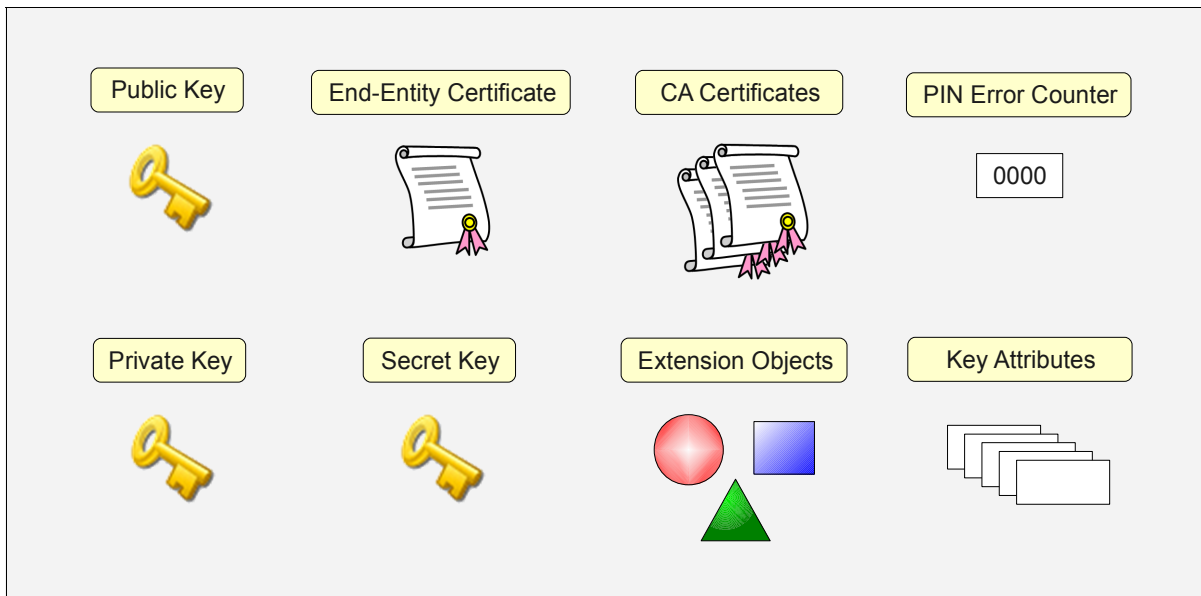 Public Key
End-Entity Certificate
CA Certificates
PIN Error Counter
0000
Private Key
Secret Key
Extension Objects
Key Attributes